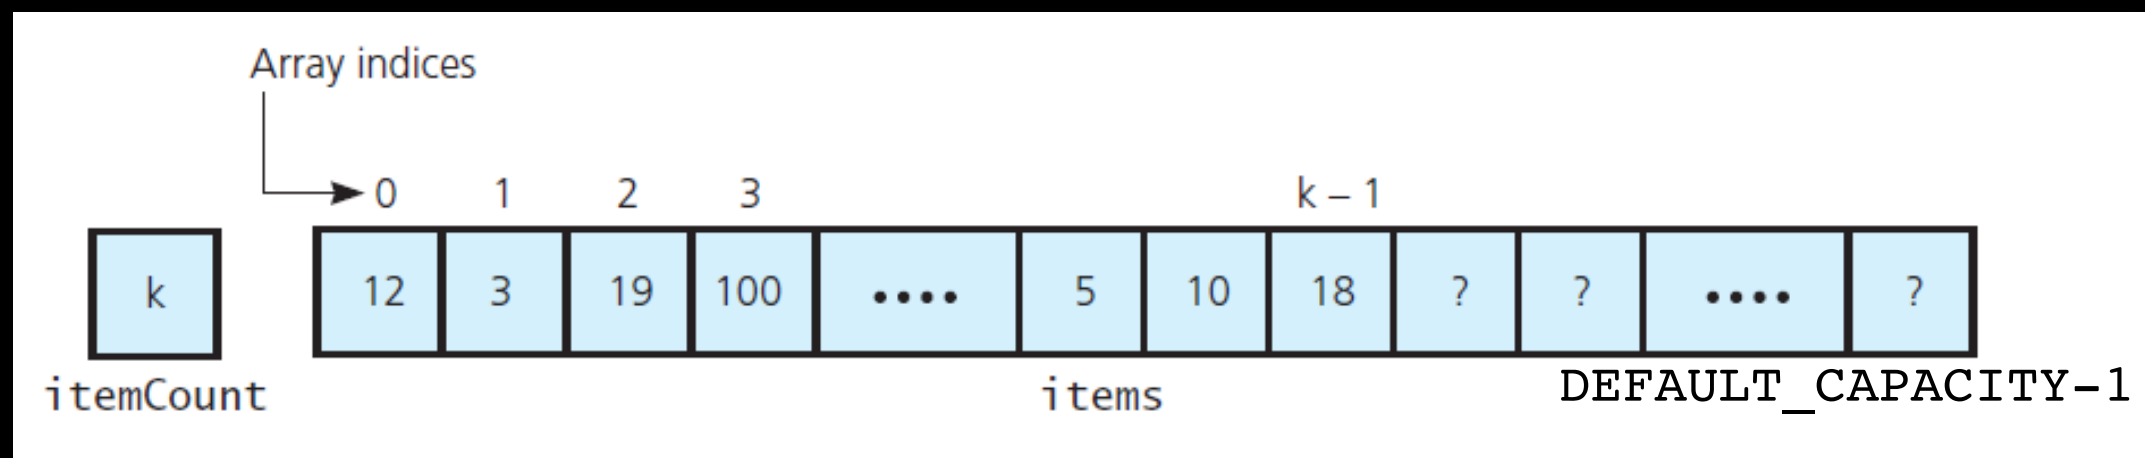 Array indices
0 1 2 3 k – 1
k 12 3 19 100 •••• 5 10 18 ? ? •••• ?
itemCount items DEFAULT_CAPACITY-1